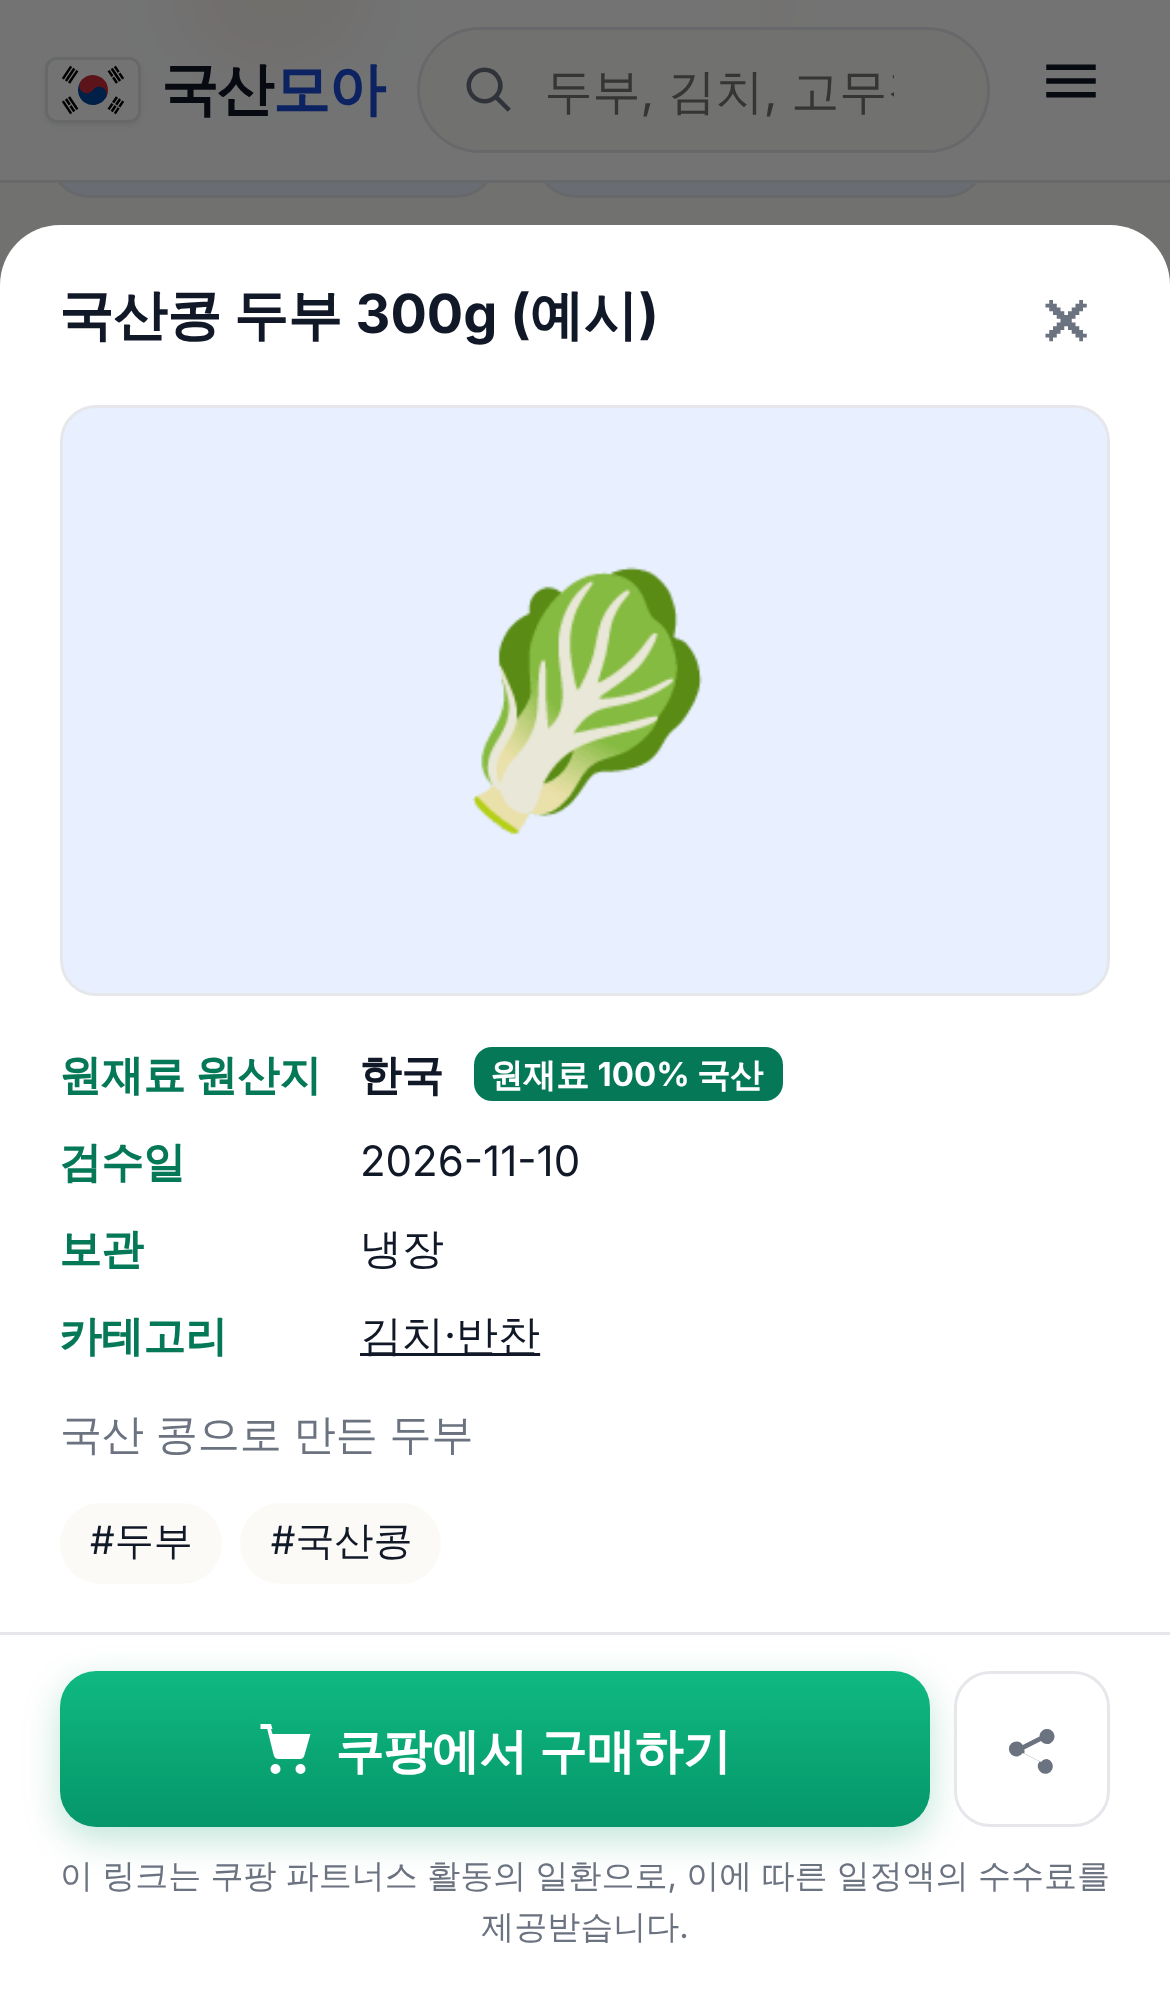 국산모아
두부, 김치, 고무
국산콩 두부 300g (예시)
원재료 원산지 한국 원재료 100% 국산
검수일 2026-11-10
보관 냉장
카테고리 김치·반찬
국산 콩으로 만든 두부
#두부 #국산콩
쿠팡에서 구매하기
이 링크는 쿠팡 파트너스 활동의 일환으로, 이에 따른 일정액의 수수료를
제공받습니다.